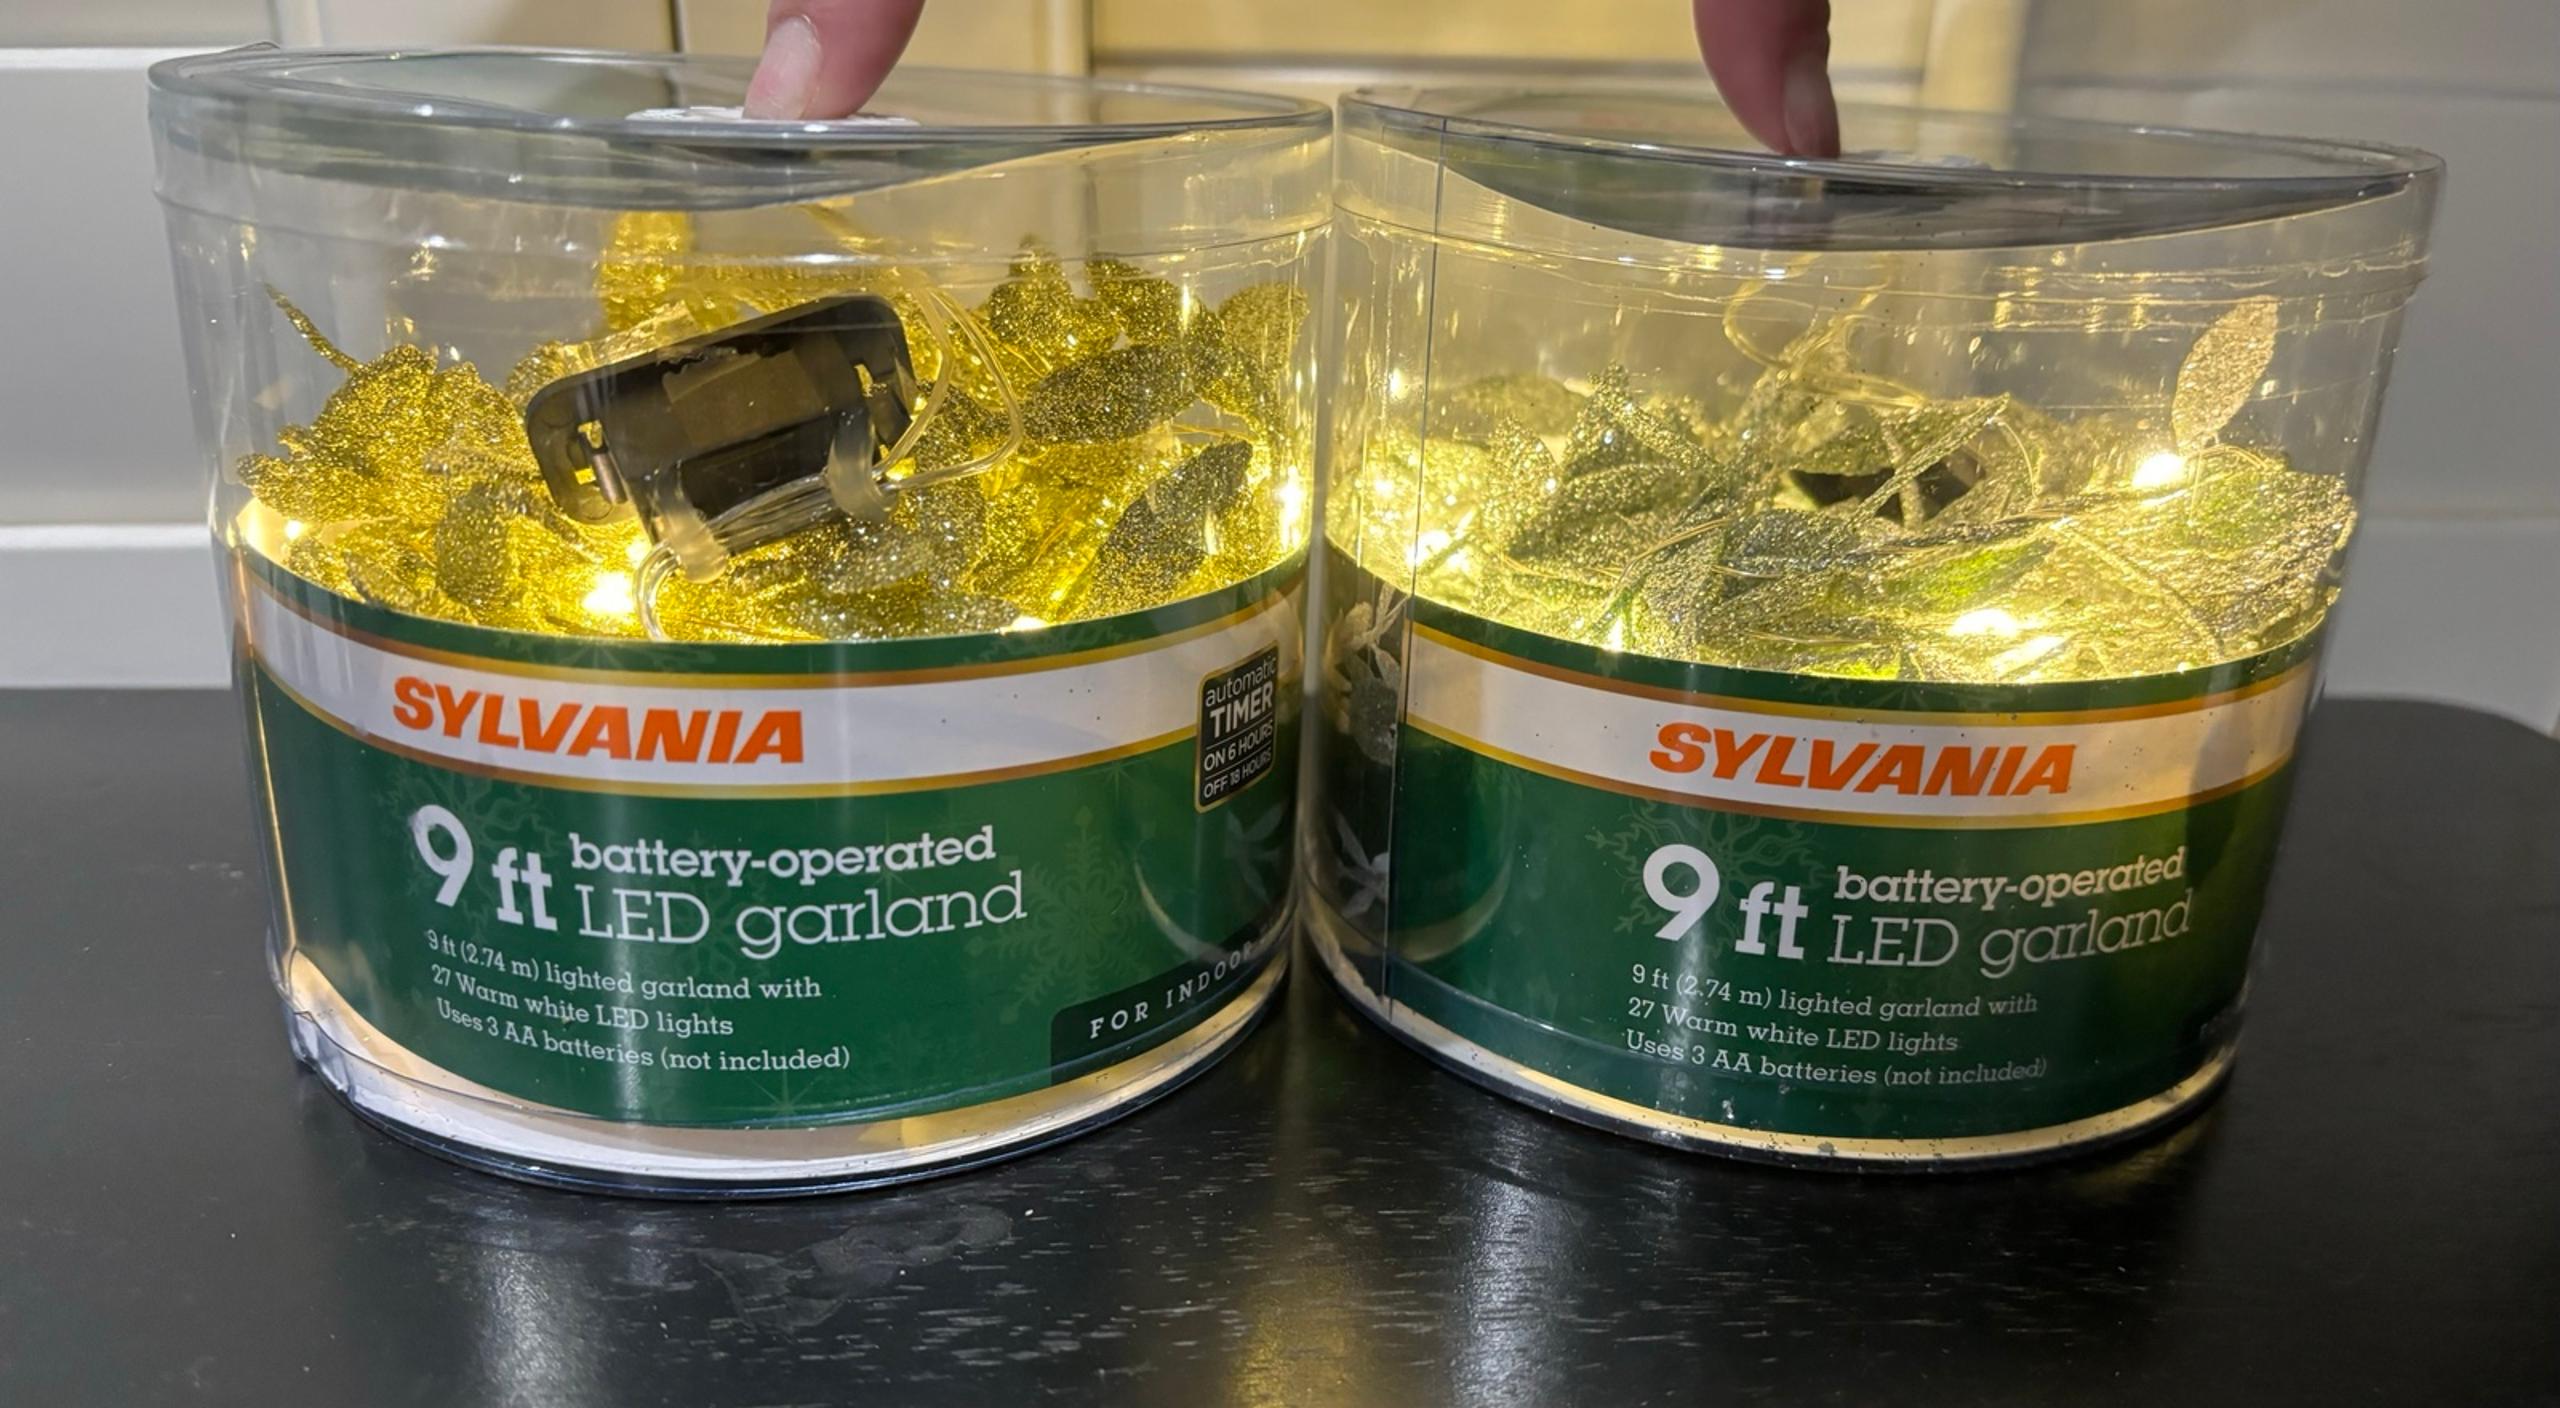 SYLVANIA
automatic
TIMER
ON 6 HOURS
OFF 18 HOURS
9 ft battery-operated
LED garland
9 ft (2.74 m) lighted garland with
27 Warm white LED lights
Uses 3 AA batteries (not included)
FOR INDOOR
SYLVANIA
9 ft battery-operated
LED garland
9 ft (2.74 m) lighted garland with
27 Warm white LED lights
Uses 3 AA batteries (not included)